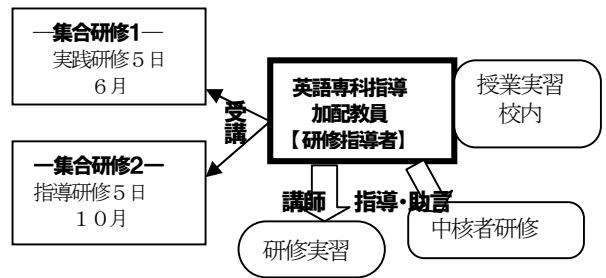 ―集合研修1―
実践研修５日
６月
―集合研修2―
指導研修５日
１０月
受講
英語専科指導
加配教員
【研修指導者】
授業実習
校内
講師
指導・助言
研修実習
中核者研修